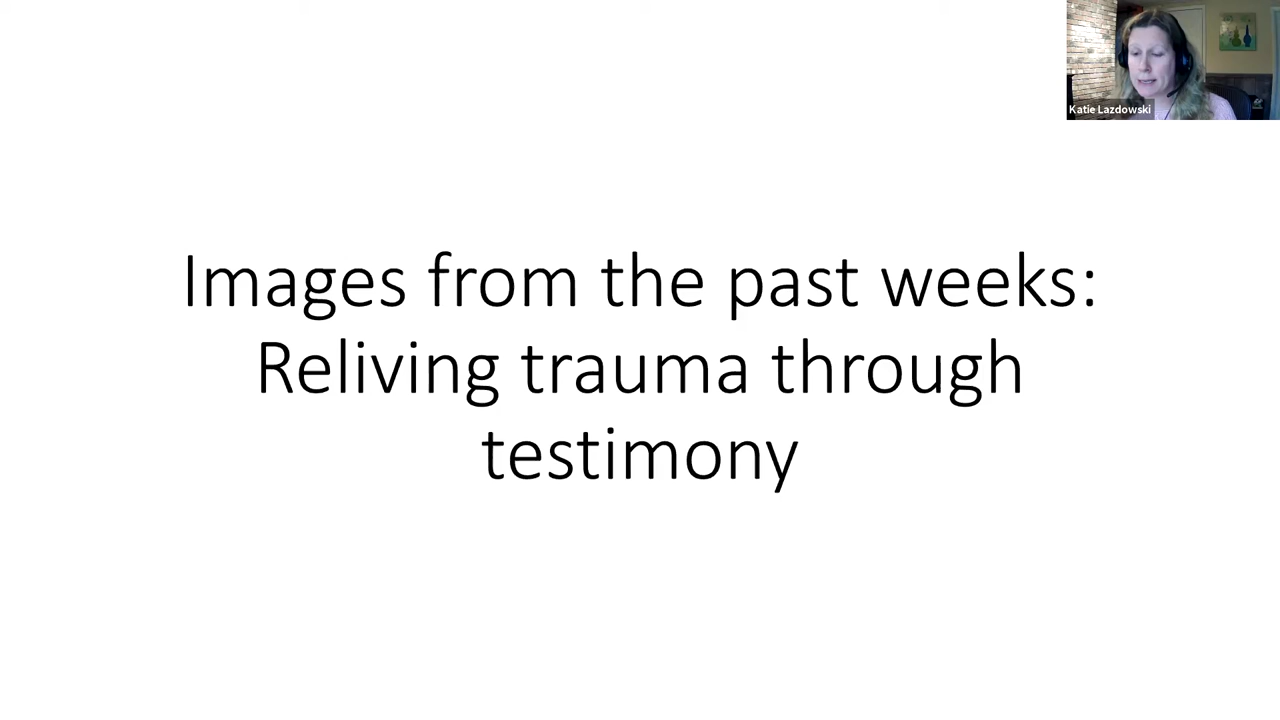 Katie Lazdowski
Images from the past weeks:
Reliving trauma through
testimony